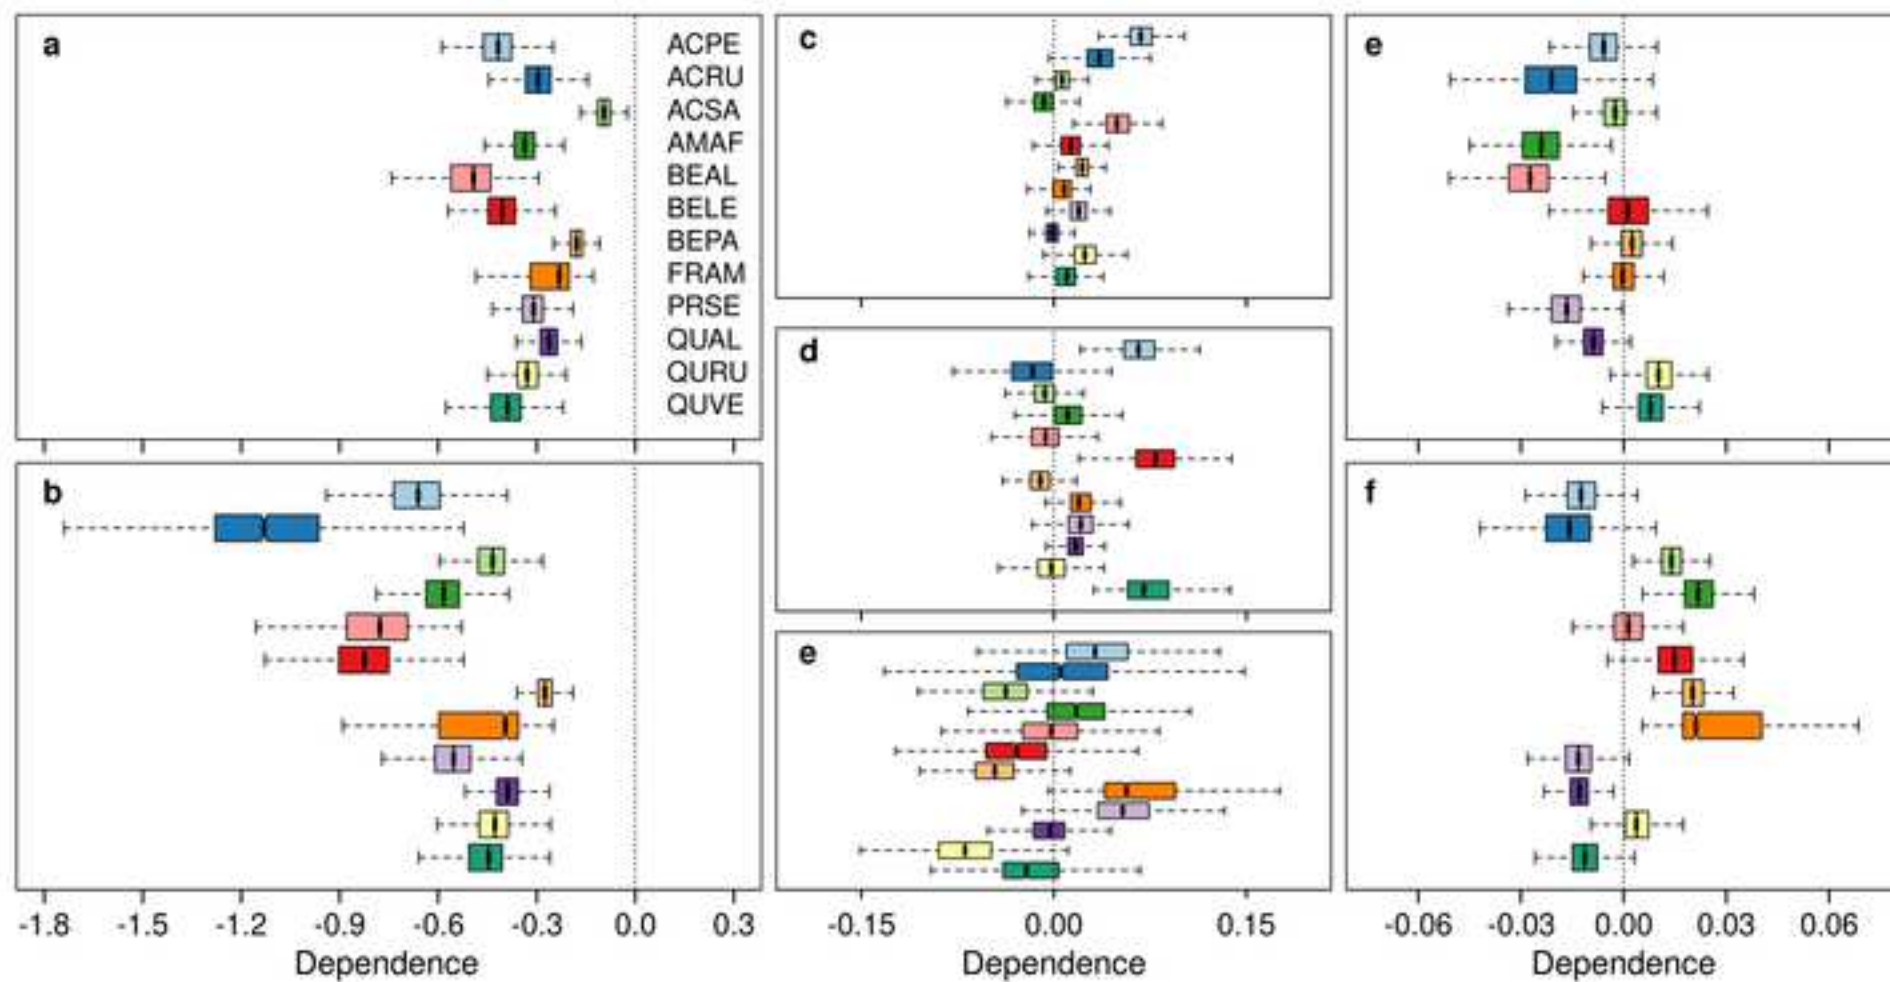 a
ACPE
ACRU
ACSA
AMAF
BEAL
BELE
BEPA
FRAM
PRSE
QUAL
QURU
QUVE
b
-1.8 -1.5 -1.2 -0.9 -0.6 -0.3 0.0 0.3
Dependence
c
d
e
-0.15 0.00 0.15
Dependence
e
f
-0.06 -0.03 0.00 0.03 0.06
Dependence